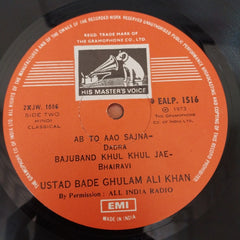 REGD. TRADE MARK OF
THE GRAMOPHONE CO. LTD.
HIS MASTER'S VOICE
2XJW. 1016
SIDE TWO
HINDI
CLASSICAL
EALP. 1516
℗ 1973
THE GRAMOPHONE
CO. OF INDIA LTD.
AB TO AAO SAJNA-
DADRA
BAJUBAND KHUL KHUL JAE-
BHAIRAVI
USTAD BADE GHULAM ALI KHAN
By Permission : ALL INDIA RADIO
EMI
MADE IN INDIA